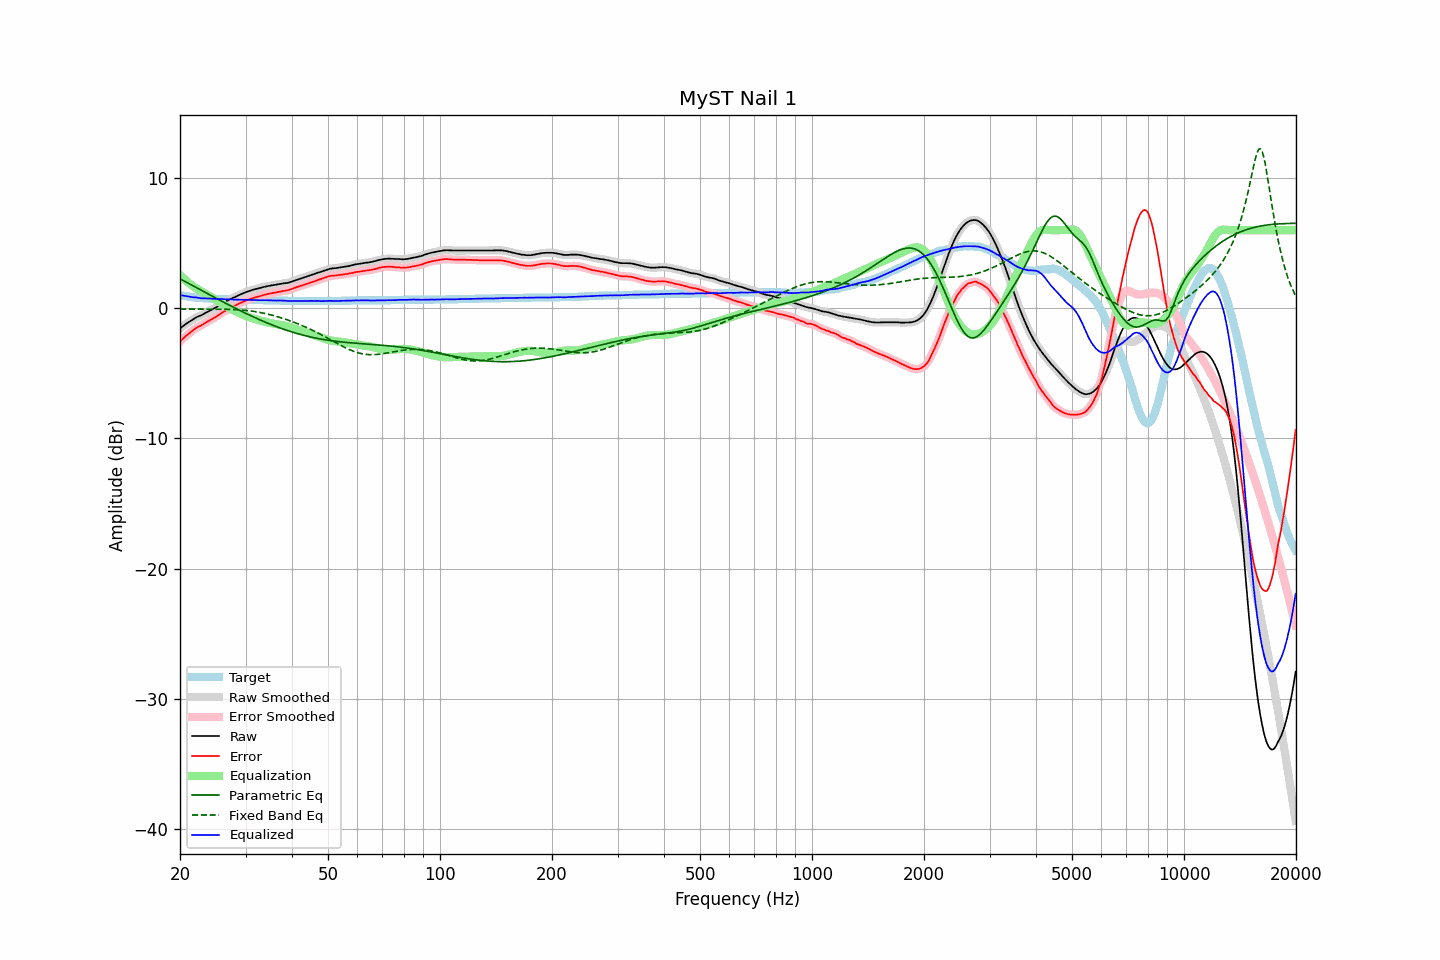 MyST Nail 1
Amplitude (dBr)
10
0
−10
−20
−30
−40
Target
Raw Smoothed
Error Smoothed
Raw
Error
Equalization
Parametric Eq
Fixed Band Eq
Equalized
20 50 100 200 500 1000 2000 5000 10000 20000
Frequency (Hz)